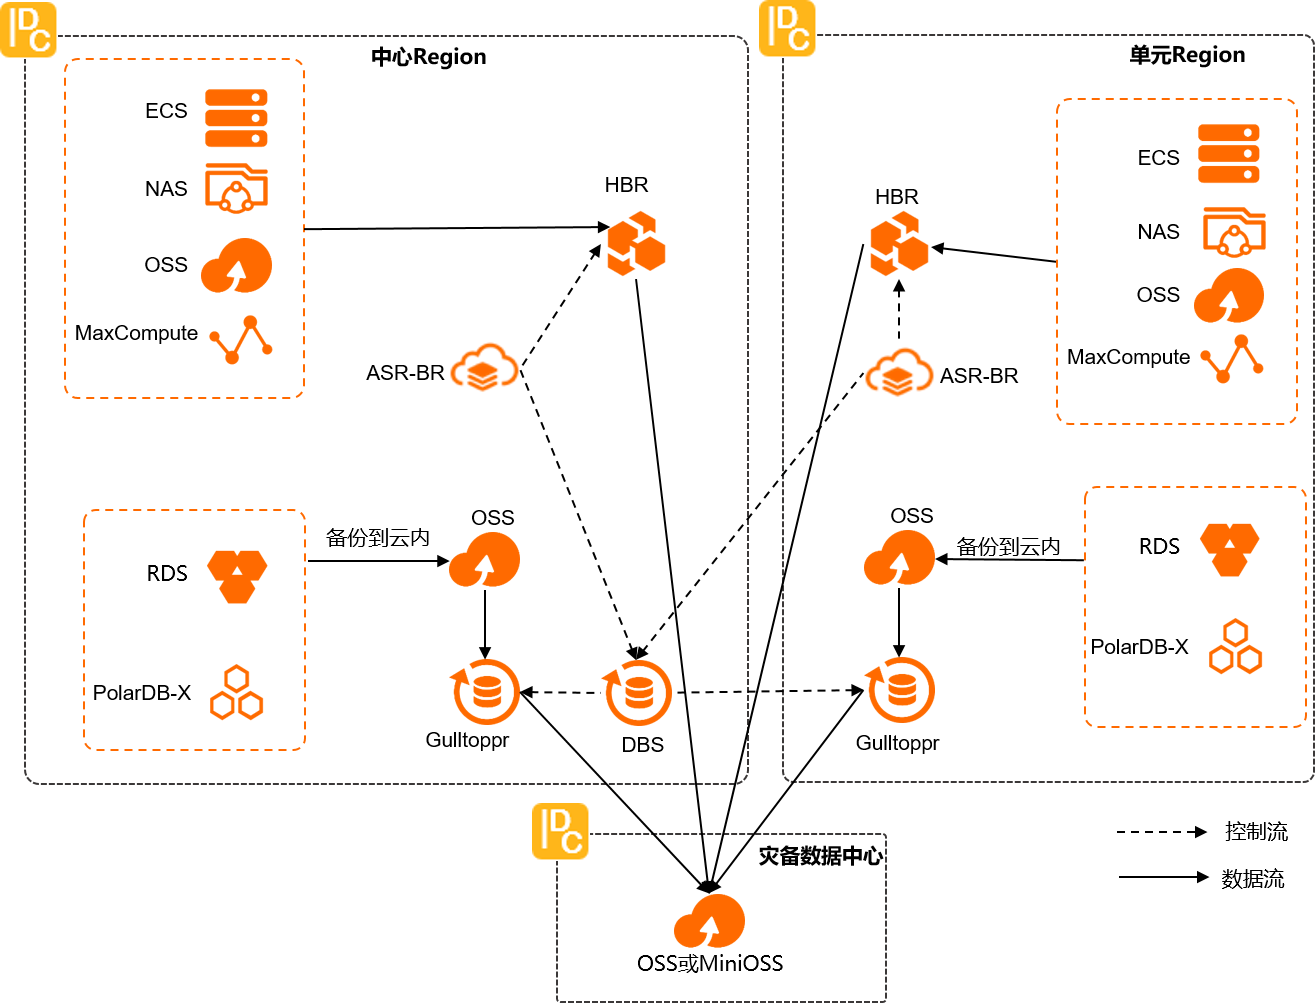 IDC
中心Region
ECS
NAS
OSS
MaxCompute
HBR
ASR-BR
RDS
PolarDB-X
备份到云内
OSS
Gulltoppr
DBS
IDC
单元Region
HBR
ECS
NAS
OSS
MaxCompute
ASR-BR
OSS
备份到云内
RDS
PolarDB-X
Gulltoppr
IDC
灾备数据中心
OSS或MiniOSS
控制流
数据流